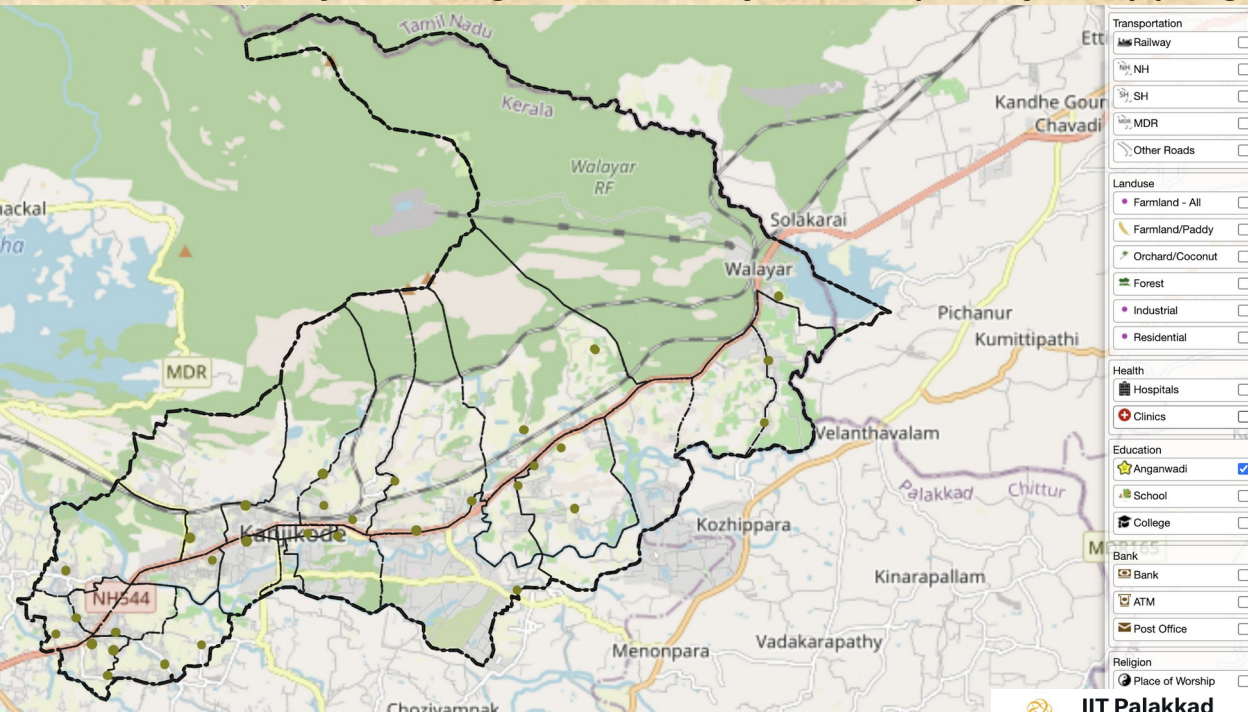 Tamil Nadu
Kerala
Walayar
RF
Solakarai
Walayar
Kandhe Gour
Chavadi
Pichanur
Kumittipathi
MDR
Velanthavalam
Palakkad
Chittur
Kanjikode
Kozhippara
Kinarapallam
NH544
Menonpara
Vadakarapathy
Transportation
Railway
NH
SH
MDR
Other Roads
Landuse
Farmland - All
Farmland/Paddy
Orchard/Coconut
Forest
Industrial
Residential
Health
Hospitals
Clinics
Education
Anganwadi
School
College
Bank
Bank
ATM
Post Office
Religion
Place of Worship
IIT Palakkad